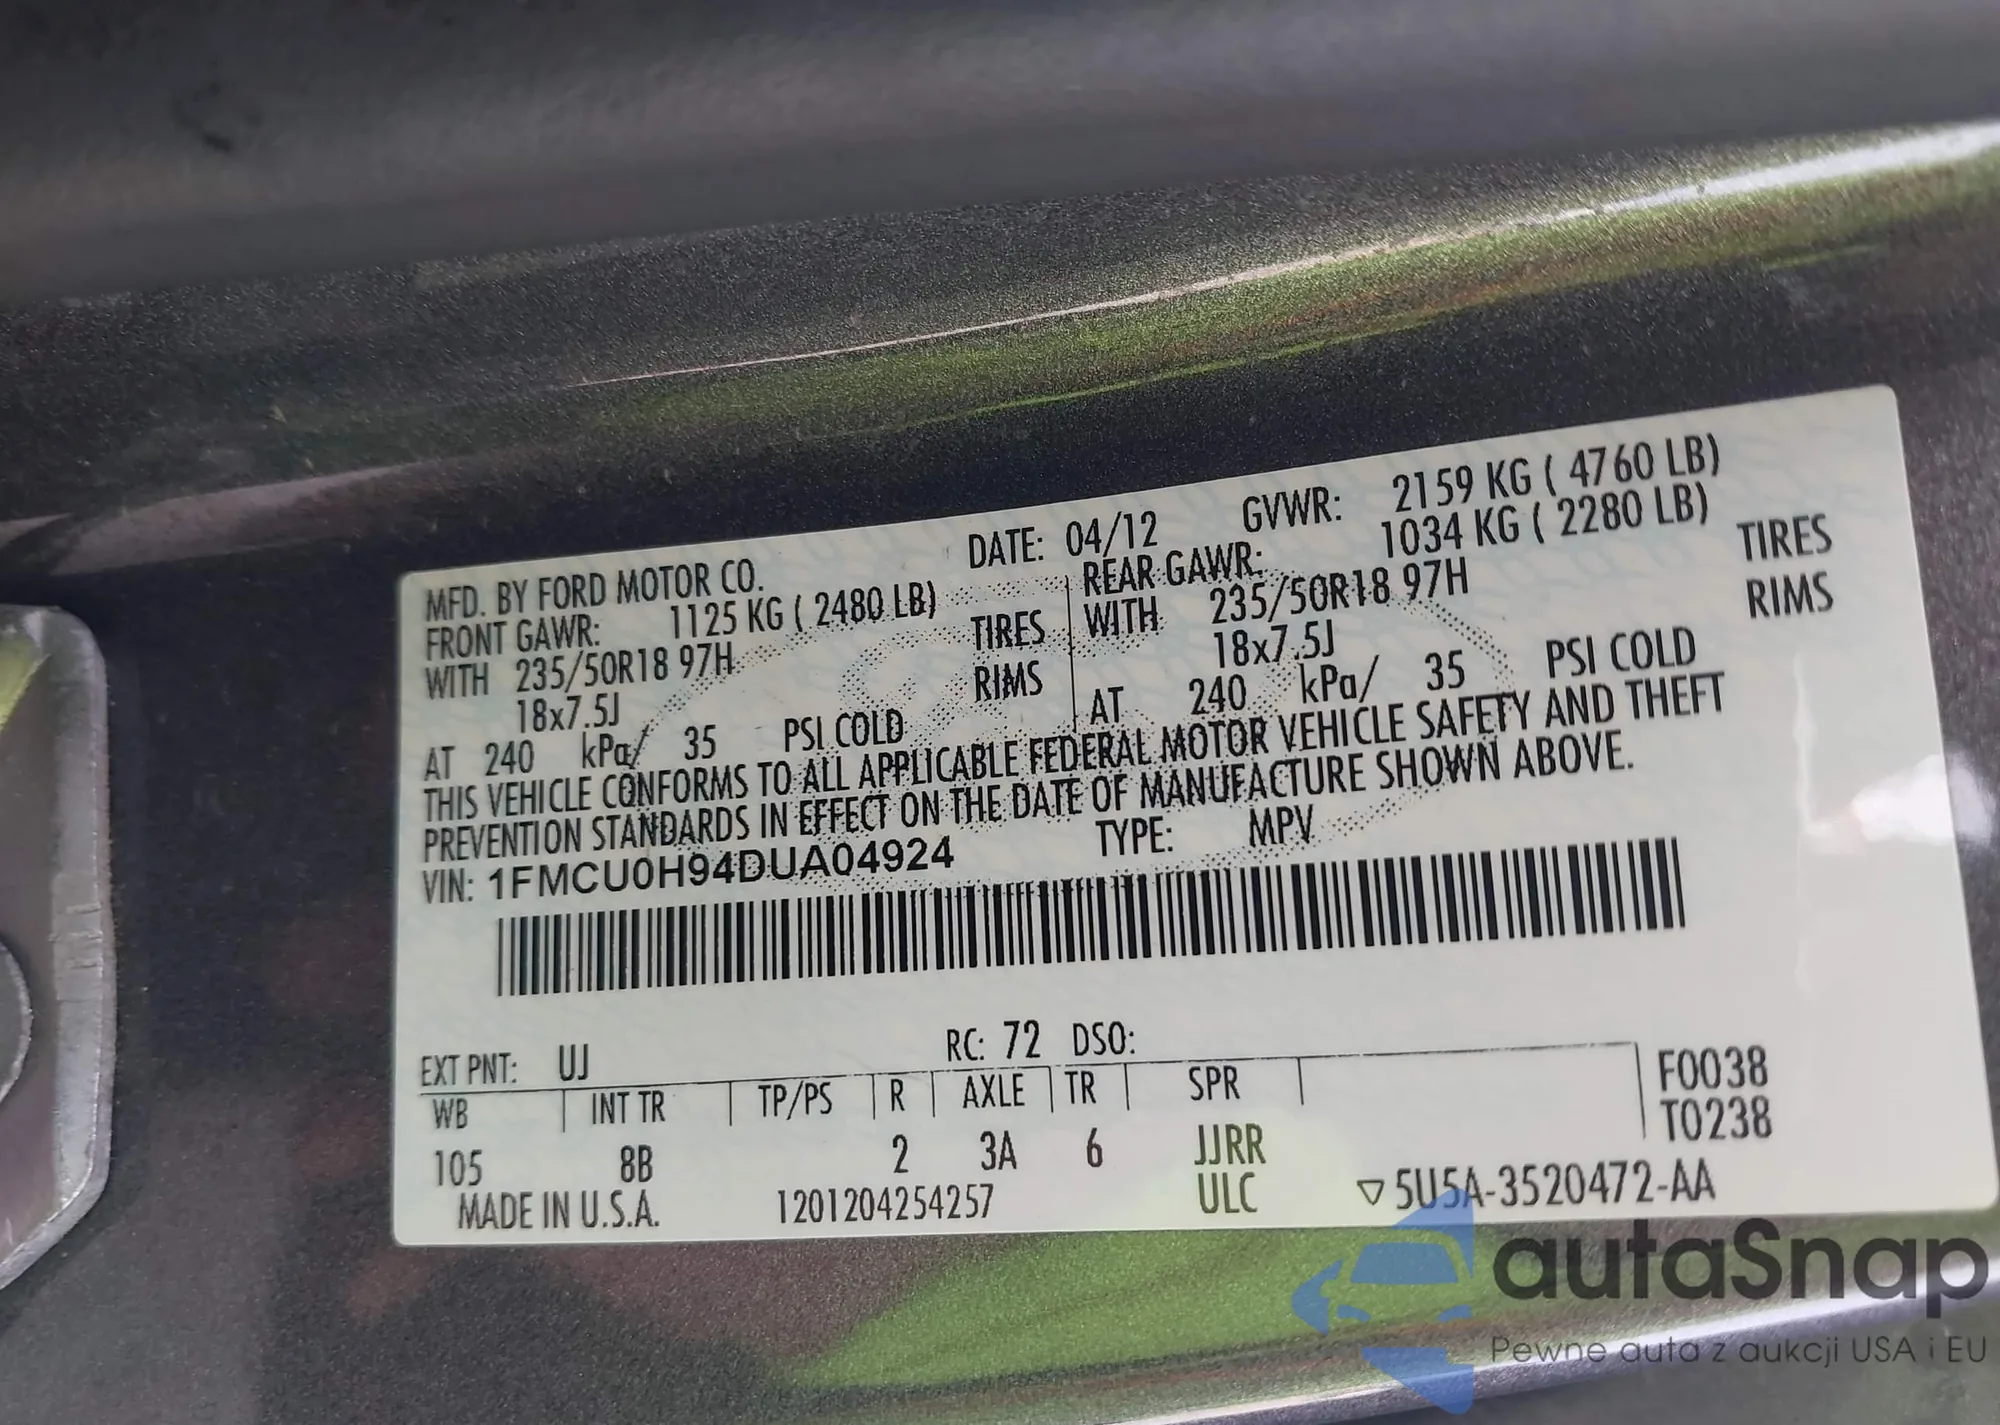 MFD. BY FORD MOTOR CO. DATE: 04/12 GVWR: 2159 KG ( 4760 LB)
FRONT GAWR: 1125 KG ( 2480 LB) REAR GAWR: 1034 KG ( 2280 LB)
WITH 235/50R18 97H TIRES WITH 235/50R18 97H TIRES
18x7.5J RIMS 18x7.5J RIMS
AT 240 kPa/ 35 PSI COLD AT 240 kPa/ 35 PSI COLD
THIS VEHICLE CONFORMS TO ALL APPLICABLE FEDERAL MOTOR VEHICLE SAFETY AND THEFT
PREVENTION STANDARDS IN EFFECT ON THE DATE OF MANUFACTURE SHOWN ABOVE.
VIN: 1FMCU0H94DUA04924 TYPE: MPV
EXT PNT: UJ RC: 72 DSO:
WB INT TR TP/PS R AXLE TR SPR F0038
T0238
105 8B 2 3A 6 JJRR
MADE IN U.S.A. 1201204254257 ULC ▽5U5A-3520472-AA
autaSnap
Pewne auta z aukcji USA i EU